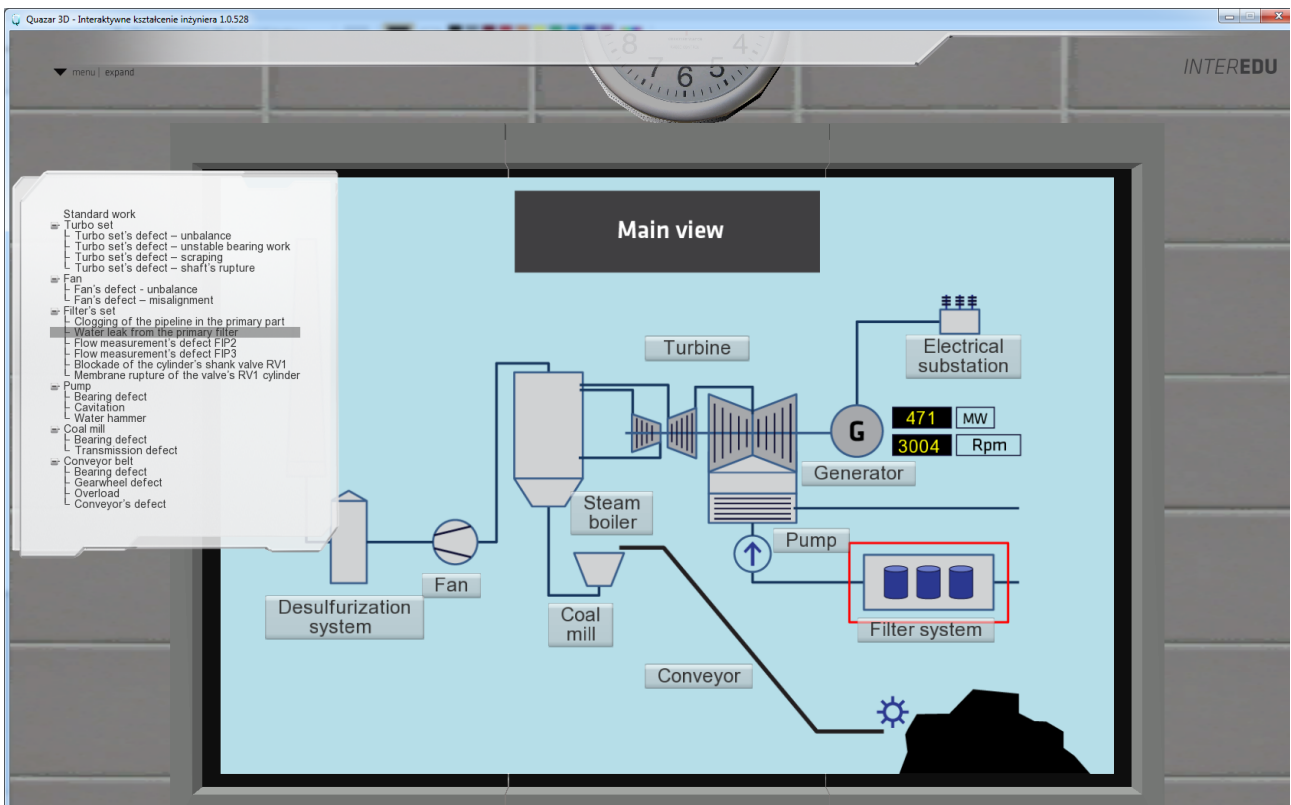 Quazar 3D - Interaktywne kształcenie inżyniera 1.0.528
8 4
7 6 5
menu | expand
INTEREDU
Main view
Standard work
Turbo set
Turbo set's defect – unbalance
Turbo set's defect – unstable bearing work
Turbo set's defect – scraping
Turbo set's defect – shaft's rupture
Fan
Fan's defect - unbalance
Fan's defect – misalignment
Filter's set
Clogging of the pipeline in the primary part
Water leak from the primary filter
Flow measurement's defect FIP2
Flow measurement's defect FIP3
Blockade of the cylinder's shank valve RV1
Membrane rupture of the valve's RV1 cylinder
Pump
Bearing defect
Cavitation
Water hammer
Coal mill
Bearing defect
Transmission defect
Conveyor belt
Bearing defect
Gearwheel defect
Overload
Conveyor's defect
Turbine
Electrical
substation
G
471 MW
3004 Rpm
Generator
Steam
boiler
Pump
Fan
Desulfurization
system
Coal
mill
Filter system
Conveyor